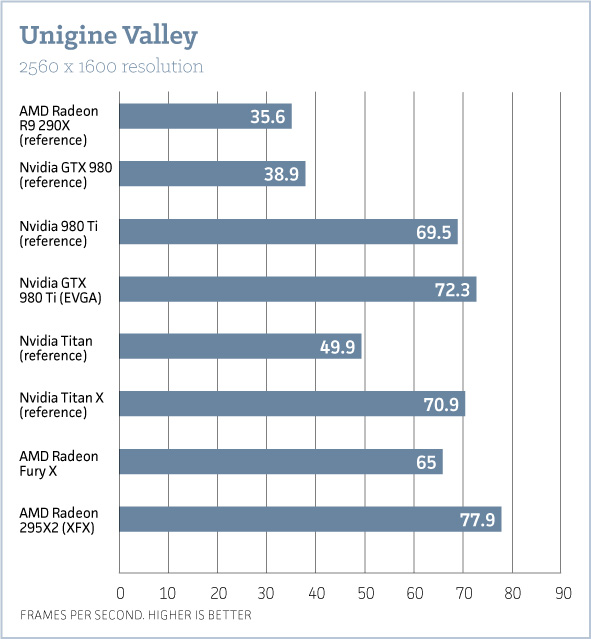 Unigine Valley
2560 x 1600 resolution
AMD Radeon
R9 290X
(reference)
35.6
Nvidia GTX 980
(reference)
38.9
Nvidia 980 Ti
(reference)
69.5
Nvidia GTX
980 Ti (EVGA)
72.3
Nvidia Titan
(reference)
49.9
Nvidia Titan X
(reference)
70.9
AMD Radeon
Fury X
65
AMD Radeon
295X2 (XFX)
77.9
0 10 20 30 40 50 60 70 80 90
FRAMES PER SECOND. HIGHER IS BETTER